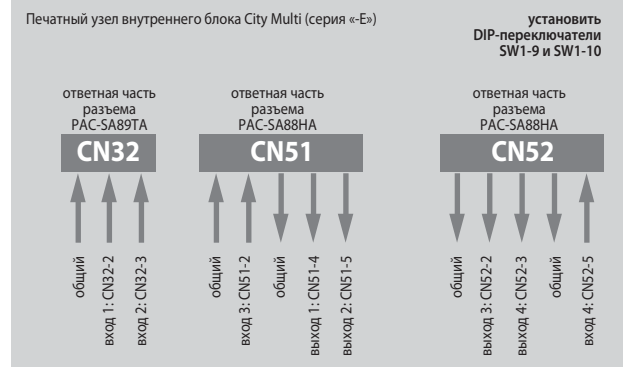 Печатный узел внутреннего блока City Multi (серия «-E»)
установить
DIP-переключатели
SW1-9 и SW1-10
ответная часть
разъема
PAC-SA89TA
CN32
общий
вход 1: CN32-2
вход 2: CN32-3
ответная часть
разъема
PAC-SA88HA
CN51
общий
вход 3: CN51-2
общий
выход 1: CN51-4
выход 2: CN51-5
ответная часть
разъема
PAC-SA88HA
CN52
общий
выход 3: CN52-2
выход 4: CN52-3
общий
вход 4: CN52-5